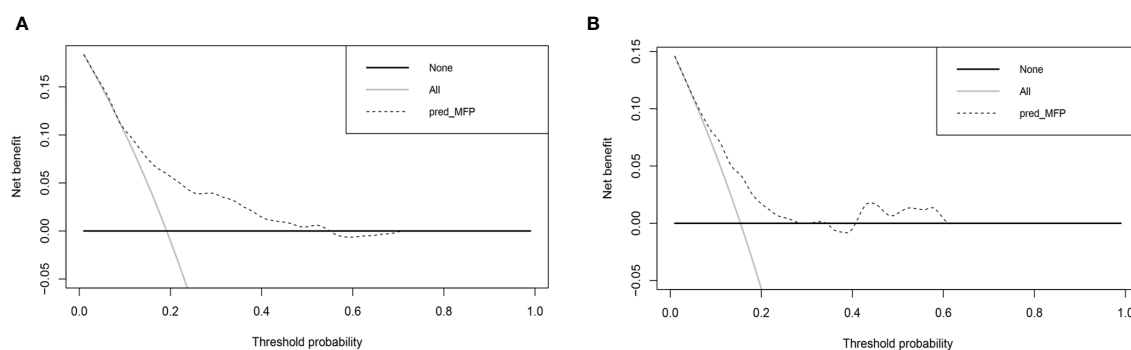 A
None
All
pred_MFP
Net benefit
0.15
0.10
0.05
0.00
−0.05
0.0 0.2 0.4 0.6 0.8 1.0
Threshold probability
B
None
All
pred_MFP
Net benefit
0.15
0.10
0.05
0.00
−0.05
0.0 0.2 0.4 0.6 0.8 1.0
Threshold probability